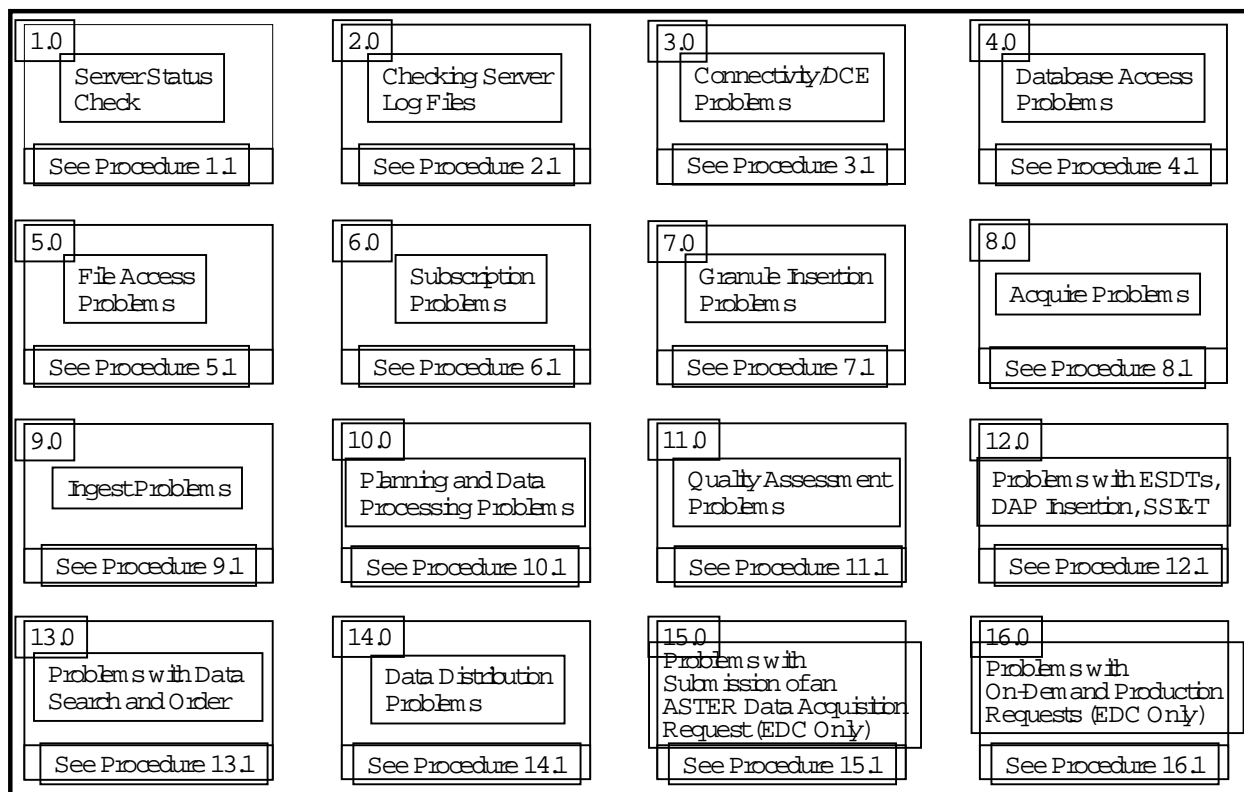 1.0
Server Status
Check
See Procedure 1.1
2.0
Checking Server
Log Files
See Procedure 2.1
3.0
Connectivity/DCE
Problems
See Procedure 3.1
4.0
Database Access
Problems
See Procedure 4.1
5.0
File Access
Problems
See Procedure 5.1
6.0
Subscription
Problems
See Procedure 6.1
7.0
Granule Insertion
Problems
See Procedure 7.1
8.0
Acquire Problems
See Procedure 8.1
9.0
Ingest Problems
See Procedure 9.1
10.0
Planning and Data
Processing Problems
See Procedure 10.1
11.0
Quality Assessment
Problems
See Procedure 11.1
12.0
Problems with ESDTs,
DAP Insertion, SSI&T
See Procedure 12.1
13.0
Problems with Data
Search and Order
See Procedure 13.1
14.0
Data Distribution
Problems
See Procedure 14.1
15.0
Problems with
Submission of an
ASTER Data Acquisition
Request (EDC Only)
See Procedure 15.1
16.0
Problems with
On-Demand Production
Requests (EDC Only)
See Procedure 16.1